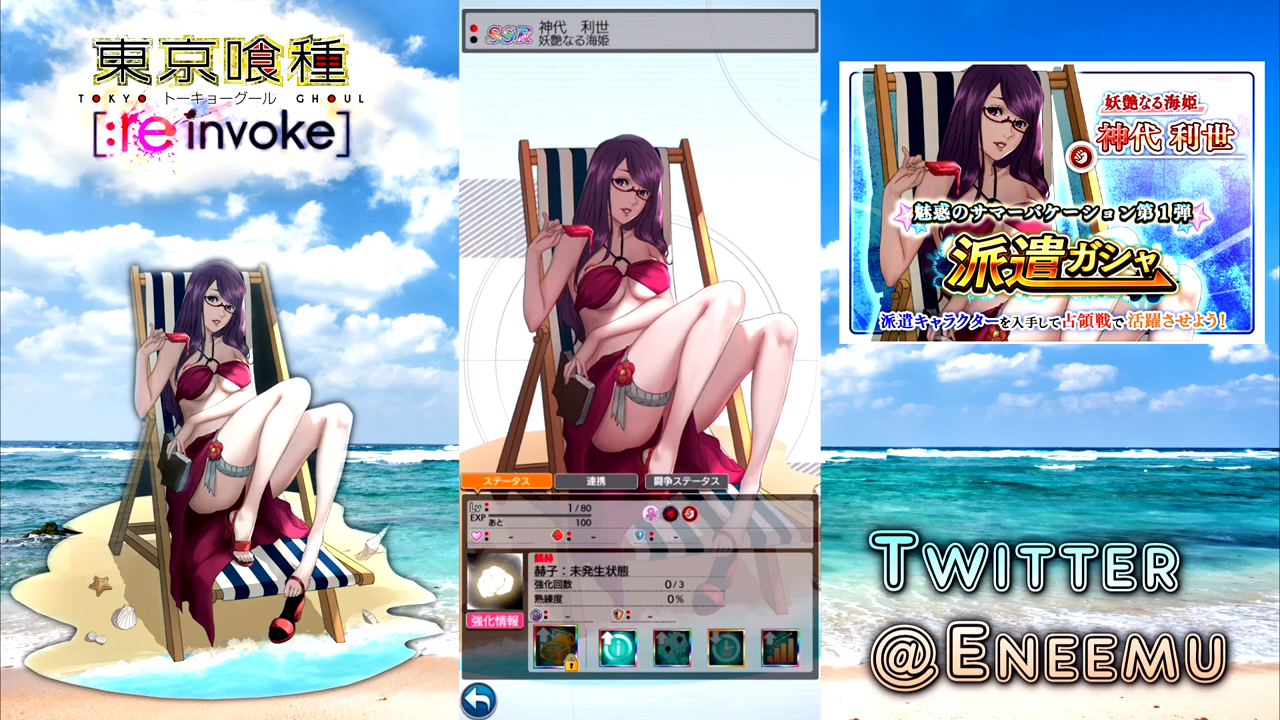 東京喰種
TOKYO トーキョーグール GHOUL
[:re invoke]
SSR 神代 利世
妖艶なる海姫
ステータス 連携 闘争ステータス
Lv 1/80
EXP あと 100
- - -
鱗赫
赫子：未発生状態
強化回数 0/3
熟練度 0%
- -
強化情報
妖艶なる海姫
神代 利世
魅惑のサマーバケーション第1弾
派遣ガシャ
派遣キャラクターを入手して占領戦で活躍させよう！
TWITTER
@ENEEMU